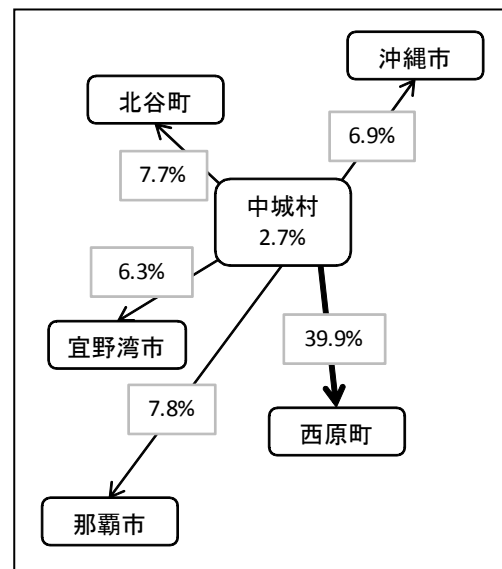 沖縄市
北谷町
6.9%
7.7%
中城村
2.7%
6.3%
宜野湾市
39.9%
7.8%
西原町
那覇市